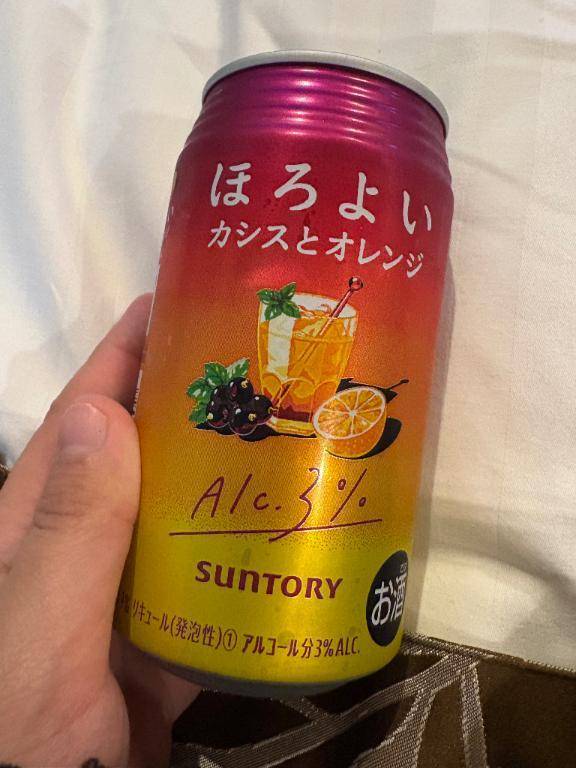 ほろよい
カシスとオレンジ
Alc. 3%
SUNTORY
お酒
リキュール(発泡性)① アルコール分3%ALC.